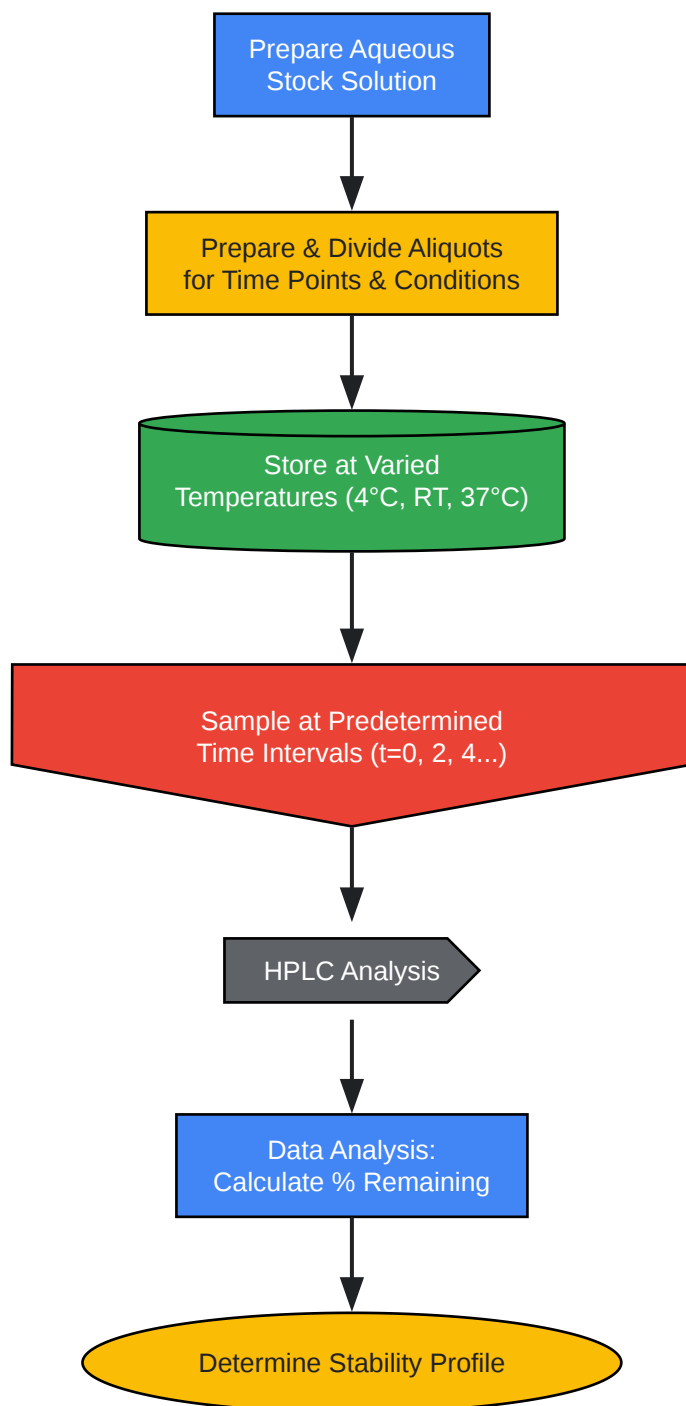 Prepare Aqueous
Stock Solution
Prepare & Divide Aliquots
for Time Points & Conditions
Store at Varied
Temperatures (4°C, RT, 37°C)
Sample at Predetermined
Time Intervals (t=0, 2, 4...)
HPLC Analysis
Data Analysis:
Calculate % Remaining
Determine Stability Profile